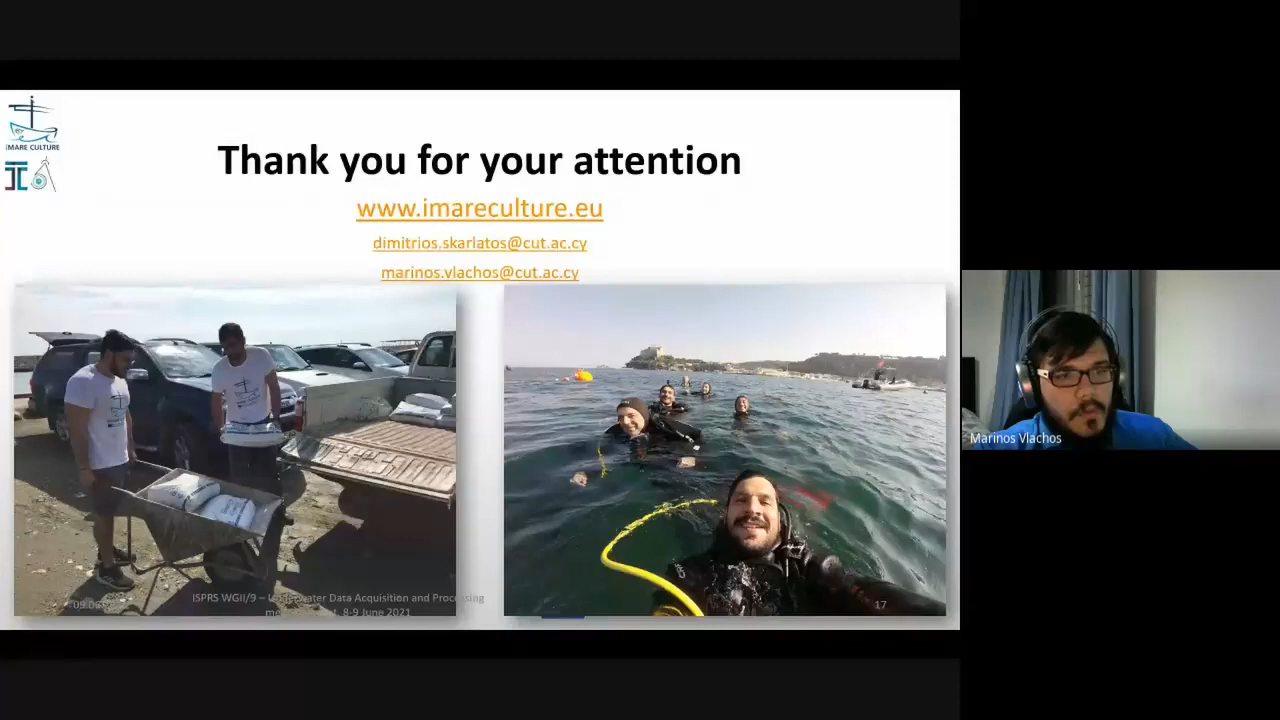 iMARE CULTURE
Thank you for your attention
www.imareculture.eu
dimitrios.skarlatos@cut.ac.cy
marinos.vlachos@cut.ac.cy
Marinos Vlachos
ISPRS WGII/9 – Underwater Data Acquisition and Processing
8-9 June 2021
17